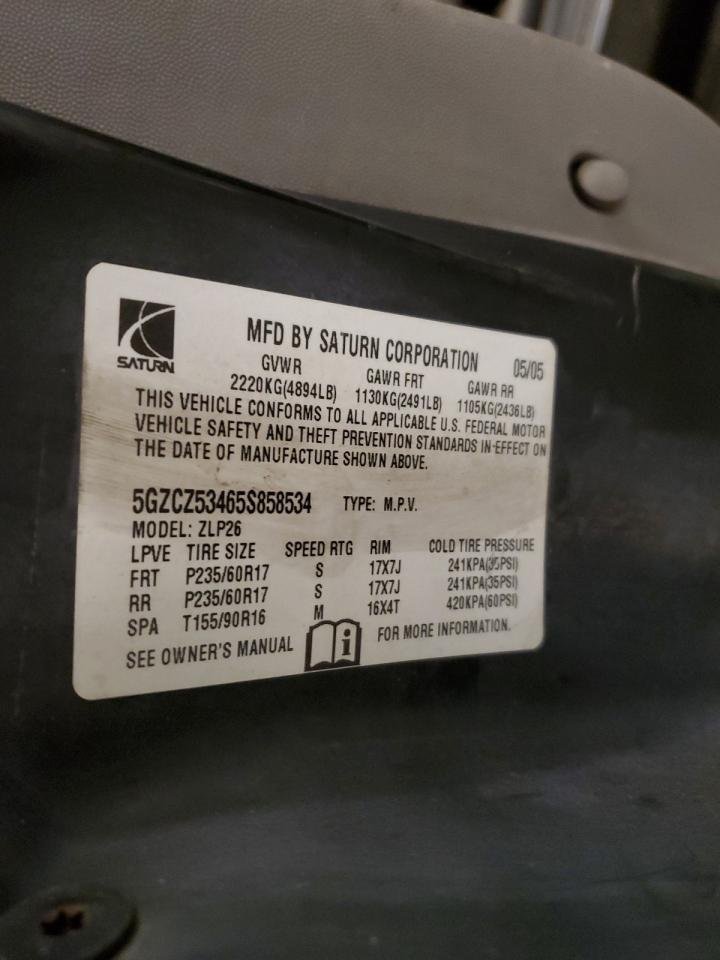 SATURN
MFD BY SATURN CORPORATION 05/05
GVWR GAWR FRT GAWR RR
2220KG(4894LB) 1130KG(2491LB) 1105KG(2436LB)
THIS VEHICLE CONFORMS TO ALL APPLICABLE U.S. FEDERAL MOTOR
VEHICLE SAFETY AND THEFT PREVENTION STANDARDS IN-EFFECT ON
THE DATE OF MANUFACTURE SHOWN ABOVE.
5GZCZ53465S858534 TYPE: M.P.V.
MODEL: ZLP26
LPVE TIRE SIZE SPEED RTG RIM COLD TIRE PRESSURE
FRT P235/60R17 S 17X7J 241KPA(35PSI)
RR P235/60R17 S 17X7J 241KPA(35PSI)
SPA T155/90R16 M 16X4T 420KPA(60PSI)
SEE OWNER'S MANUAL i FOR MORE INFORMATION.